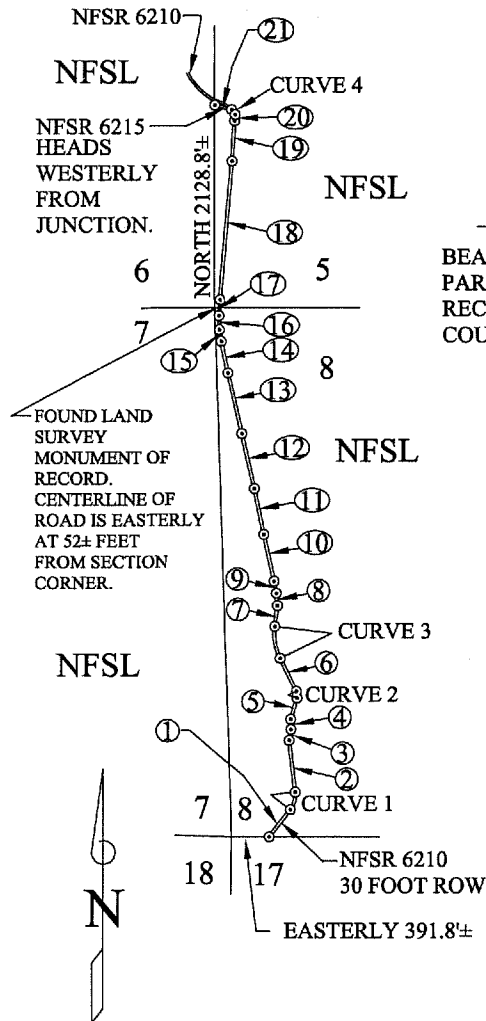 NFSR 6210
21
NFSL
CURVE 4
NFSR 6215
HEADS
WESTERLY
FROM
JUNCTION.
20
19
NORTH 2128.8'±
NFSL
18
6
5
17
7
16
15
14
8
13
FOUND LAND
SURVEY
MONUMENT OF
RECORD.
CENTERLINE OF
ROAD IS EASTERLY
AT 52± FEET
FROM SECTION
CORNER.
12
NFSL
11
10
9
8
7
CURVE 3
NFSL
6
5
CURVE 2
4
1
3
2
7
8
CURVE 1
18
17
NFSR 6210
30 FOOT ROW
N
EASTERLY 391.8'±
BEA
PAR
REC
COU